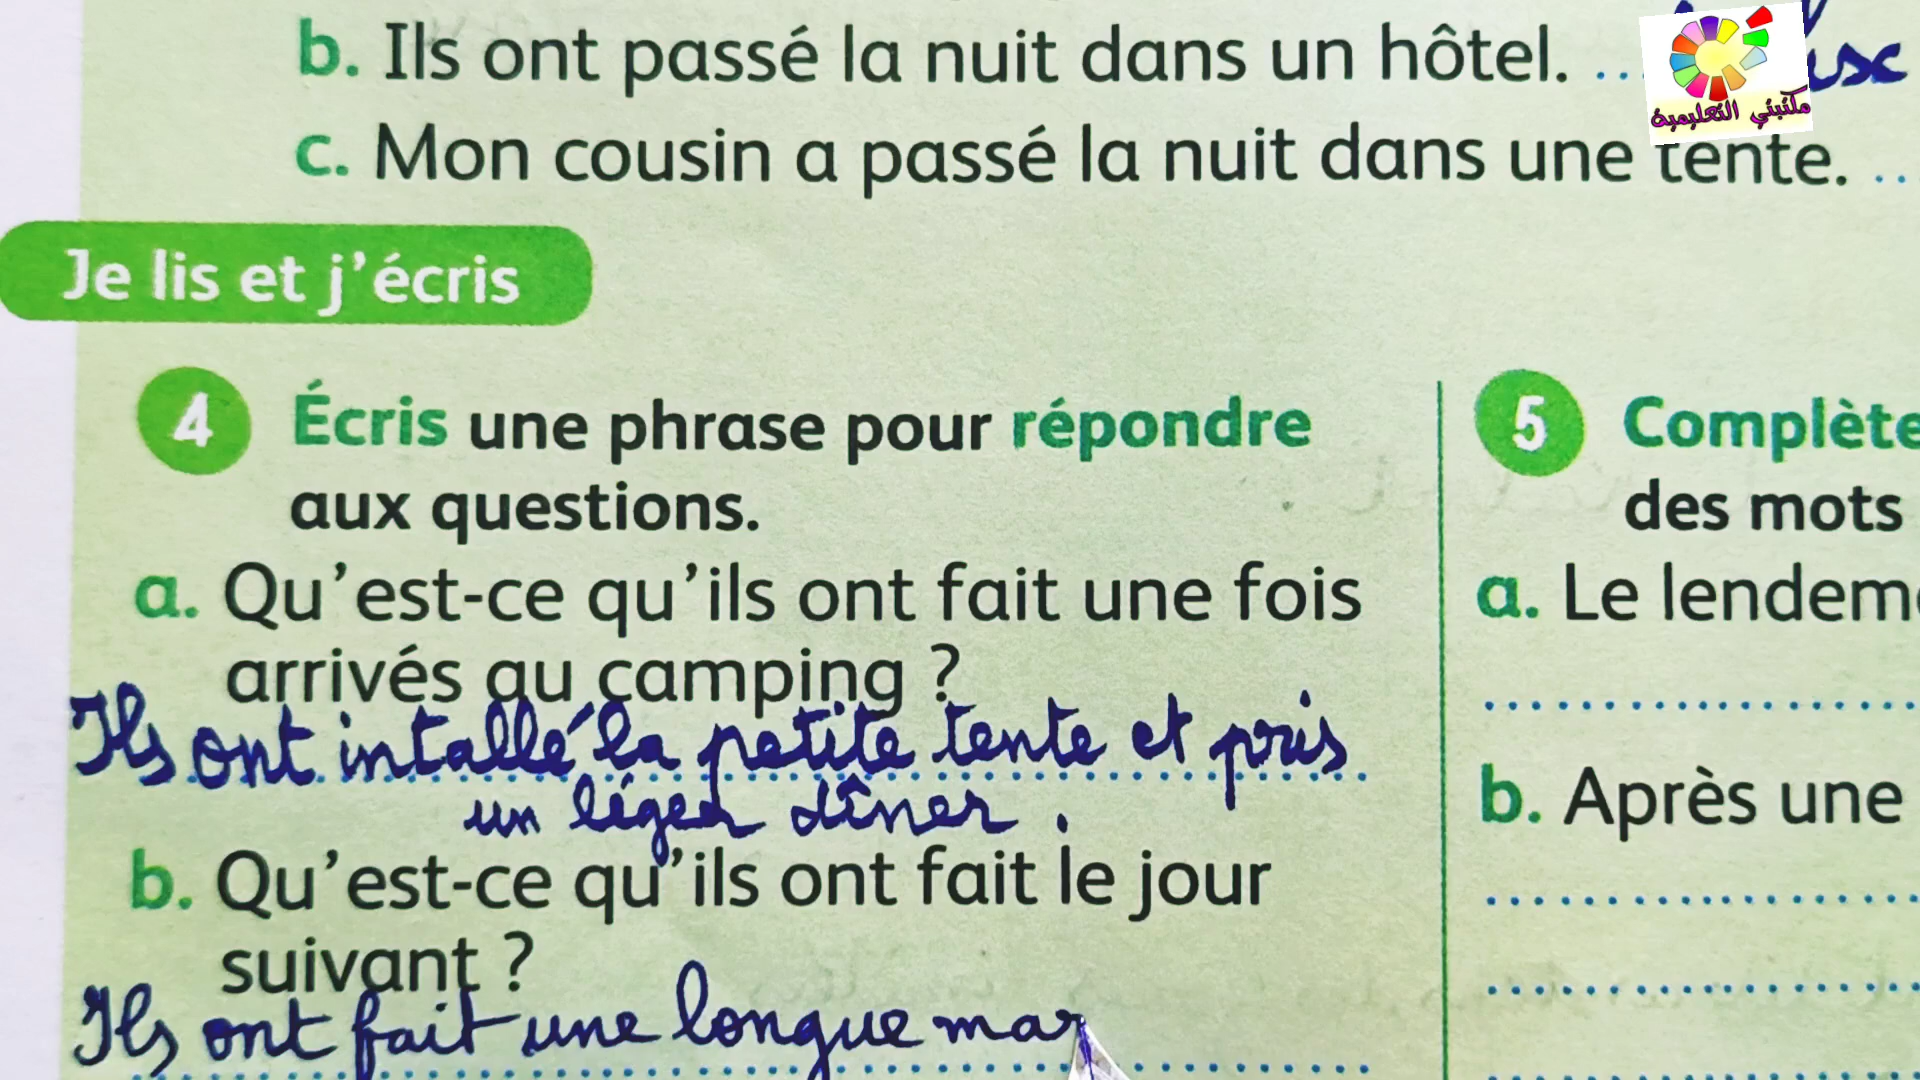 b. Ils ont passé la nuit dans un hôtel. ...
مكتبتي التعليمية
c. Mon cousin a passé la nuit dans une tente. ..
Je lis et j'écris
4 Écris une phrase pour répondre
aux questions.
a. Qu'est-ce qu'ils ont fait une fois
arrivés au camping ?
Ils ont intallé la petite tente et pris
un léger dîner.
b. Qu'est-ce qu'ils ont fait le jour
suivant ?
Ils ont fait une longue mar
5 Complète
des mots
a. Le lendem
b. Après une